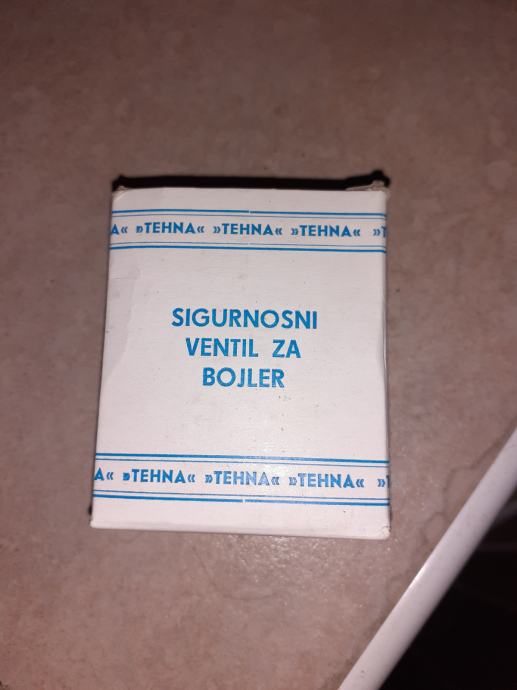 A« »TEHNA« »TEHNA« »TEHNA« »T
SIGURNOSNI
VENTIL ZA
BOJLER
A« »TEHNA« »TEHNA« »TEHNA« »